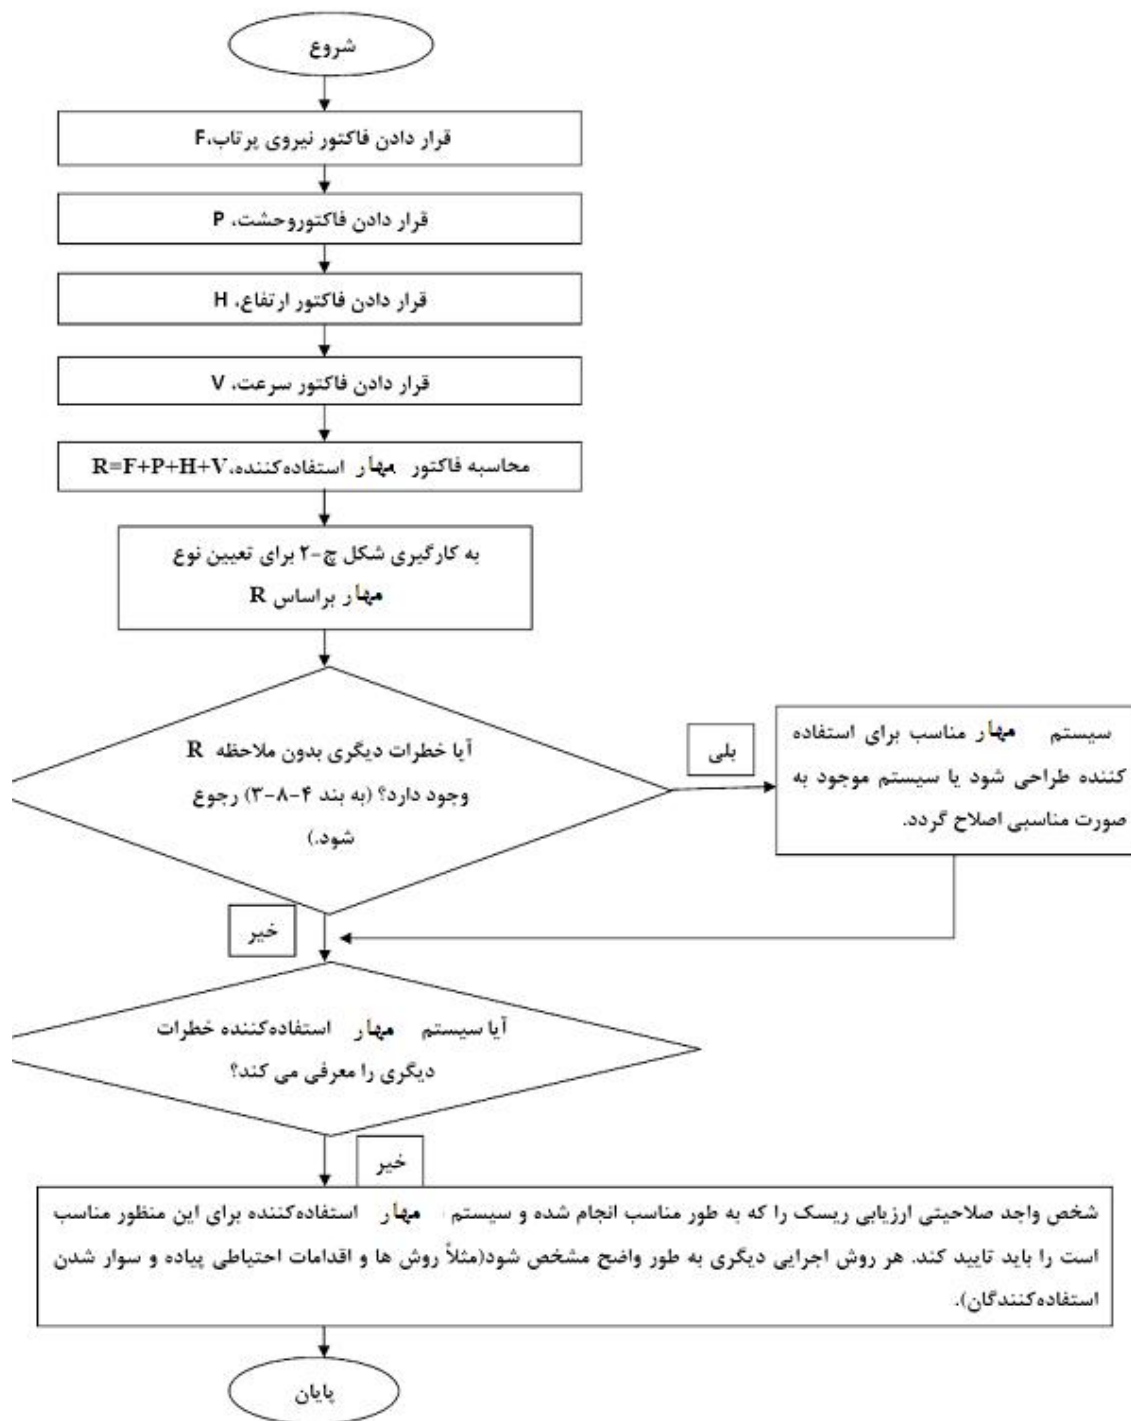 شروع
قرار دادن فاکتور نیروی پرتاب،F
قرار دادن فاکتوروحشت، P
قرار دادن فاکتور ارتفاع، H
قرار دادن فاکتور سرعت، V
محاسبه فاکتور مهار استفاده‌کننده،R=F+P+H+V
به کارگیری شکل چ-۲ برای تعیین نوع
مهار براساس R
آیا خطرات دیگری بدون ملاحظه R
وجود دارد؟ (به بند ۴-۸-۳) رجوع
شود.)
بلی
سیستم مهار مناسب برای استفاده
کننده طراحی شود یا سیستم موجود به
صورت مناسبی اصلاح گردد.
خیر
آیا سیستم مهار استفاده‌کننده خطرات
دیگری را معرفی می کند؟
خیر
شخص واجد صلاحیتی ارزیابی ریسک را که به طور مناسب انجام شده و سیستم مهار استفاده‌کننده برای این منظور مناسب
است را باید تایید کند. هر روش اجرایی دیگری به طور واضح مشخص شود(مثلاً روش ها و اقدامات احتیاطی پیاده و سوار شدن
استفاده‌کنندگان).
پایان